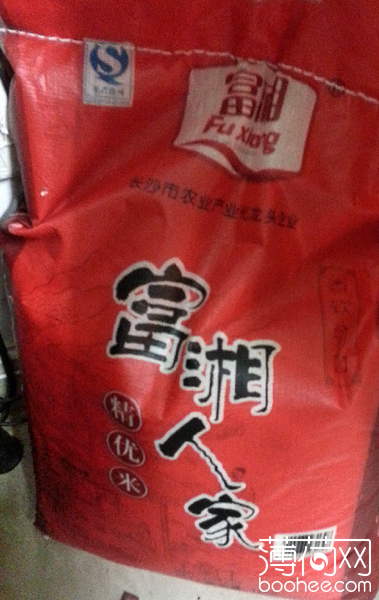 富湘
Fu Xiang
长沙市农业产业化龙头企业
富湘人家
精优米
薄荷网
boohee.com